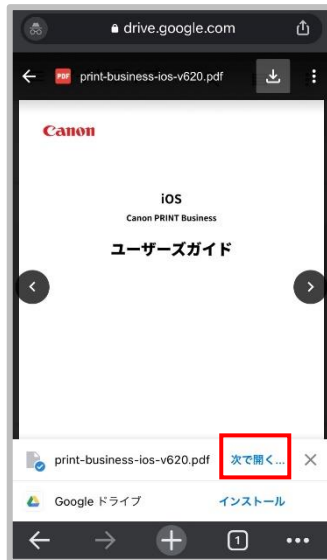 drive.google.com
PDF print-business-ios-v620.pdf
Canon
iOS
Canon PRINT Business
ユーザーズガイド
print-business-ios-v620.pdf 次で開く...
Google ドライブ インストール
1